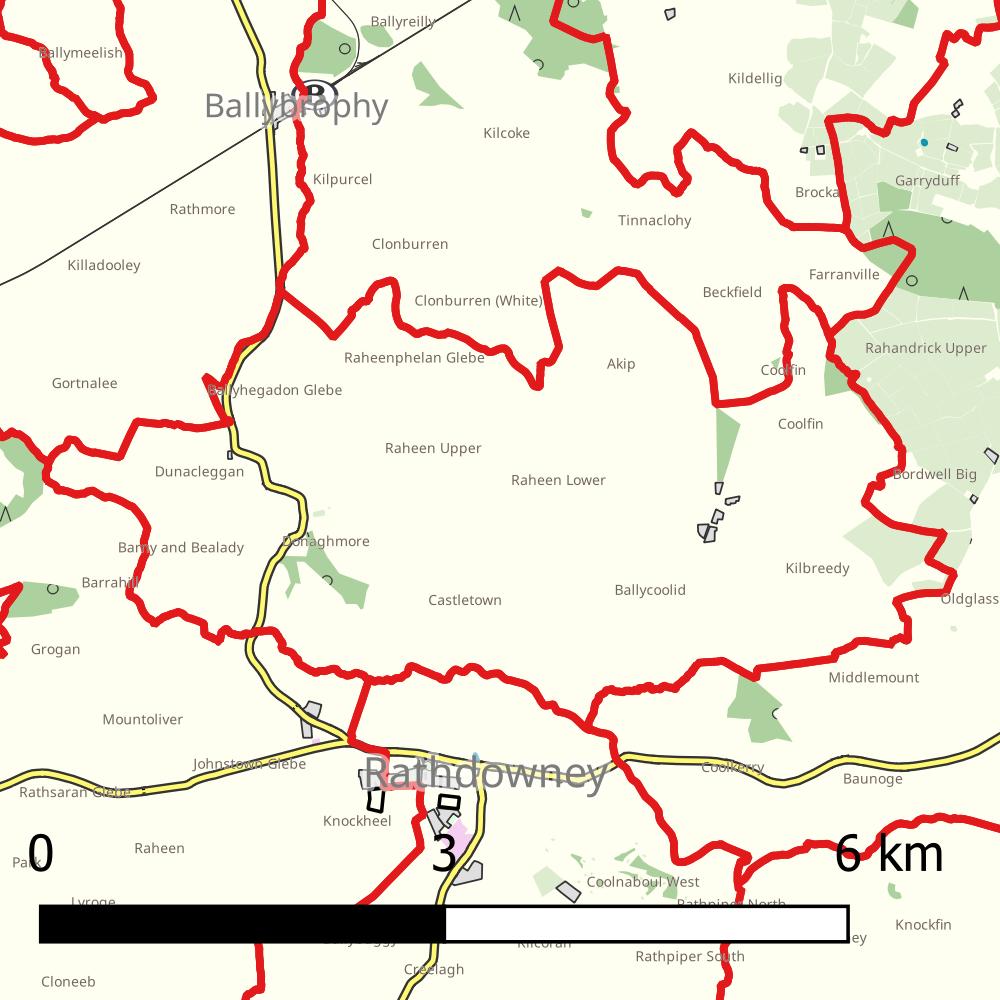 Ballyreilly
Ballymeelish
Kildellig
Ballybrophy
Kilcoke
Kilpurcel
Garryduff
Brocka
Rathmore
Tinnaclohy
Clonburren
Killadooley
Farranville
Beckfield
Clonburren (White)
Rahandrick Upper
Raheenphelan Glebe
Akip
Coolfin
Gortnalee
Ballyhegadon Glebe
Coolfin
Raheen Upper
Dunacleggan
Raheen Lower
Bordwell Big
Donaghmore
Barny and Bealady
Kilbreedy
Barrahill
Ballycoolid
Castletown
Oldglass
Grogan
Middlemount
Mountoliver
Johnstown Glebe
Rathdowney
Coolkerry
Baunoge
Rathsaran Glebe
Knockheel
Raheen
0 3 6 km
Park
Coolnaboul West
Lyroge
Rathpiper North
Knockfin
ey
Kilcoran
Rathpiper South
Creelagh
Cloneeb